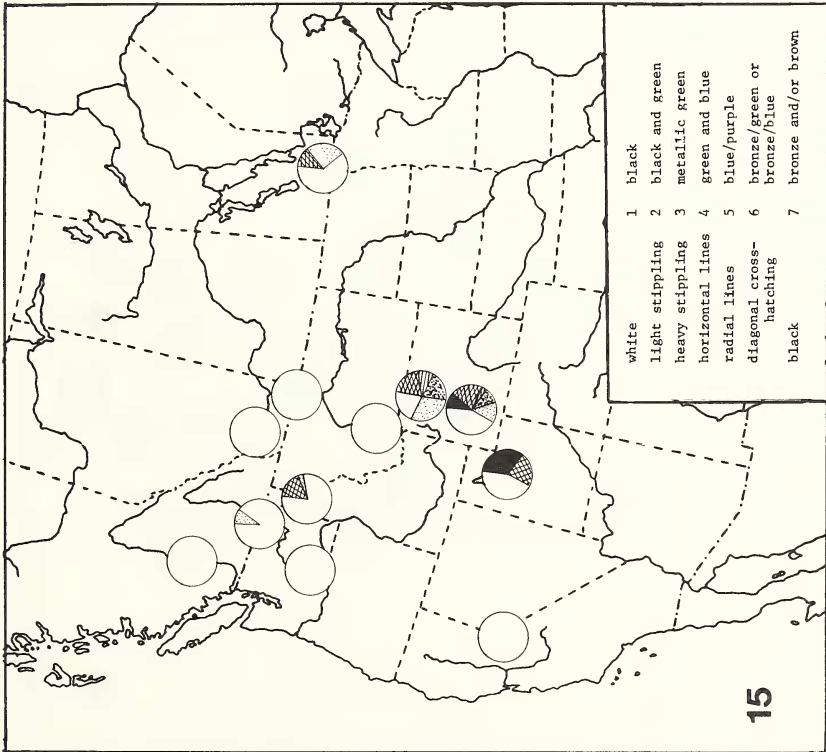 white 1 black
light stippling 2 black and green
heavy stippling 3 metallic green
horizontal lines 4 green and blue
radial lines 5 blue/purple
diagonal cross- 6 bronze/green or
hatching bronze/blue
black 7 bronze and/or brown
15